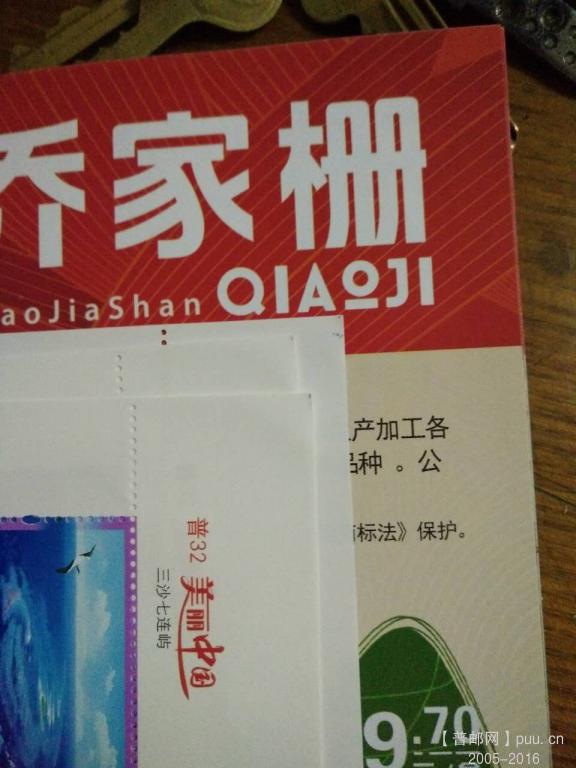 乔家栅
aoJiaShan QIAOJI
产加工各
品种 。公
商标法》保护。
普32 美丽中国
三沙七连屿
9.70
【普邮网】puu.cn
2005-2016